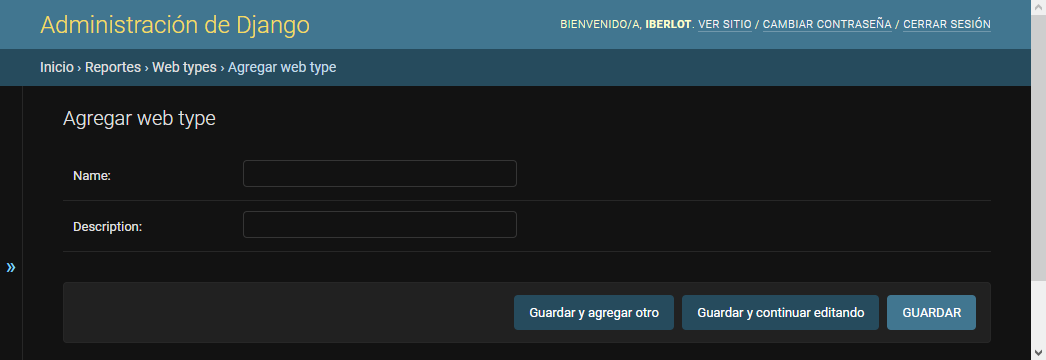 Administración de Django
BIENVENIDO/A, IBERLOT. VER SITIO / CAMBIAR CONTRASEÑA / CERRAR SESIÓN
Inicio › Reportes › Web types › Agregar web type
Agregar web type
Name:
Description:
»
Guardar y agregar otro Guardar y continuar editando GUARDAR